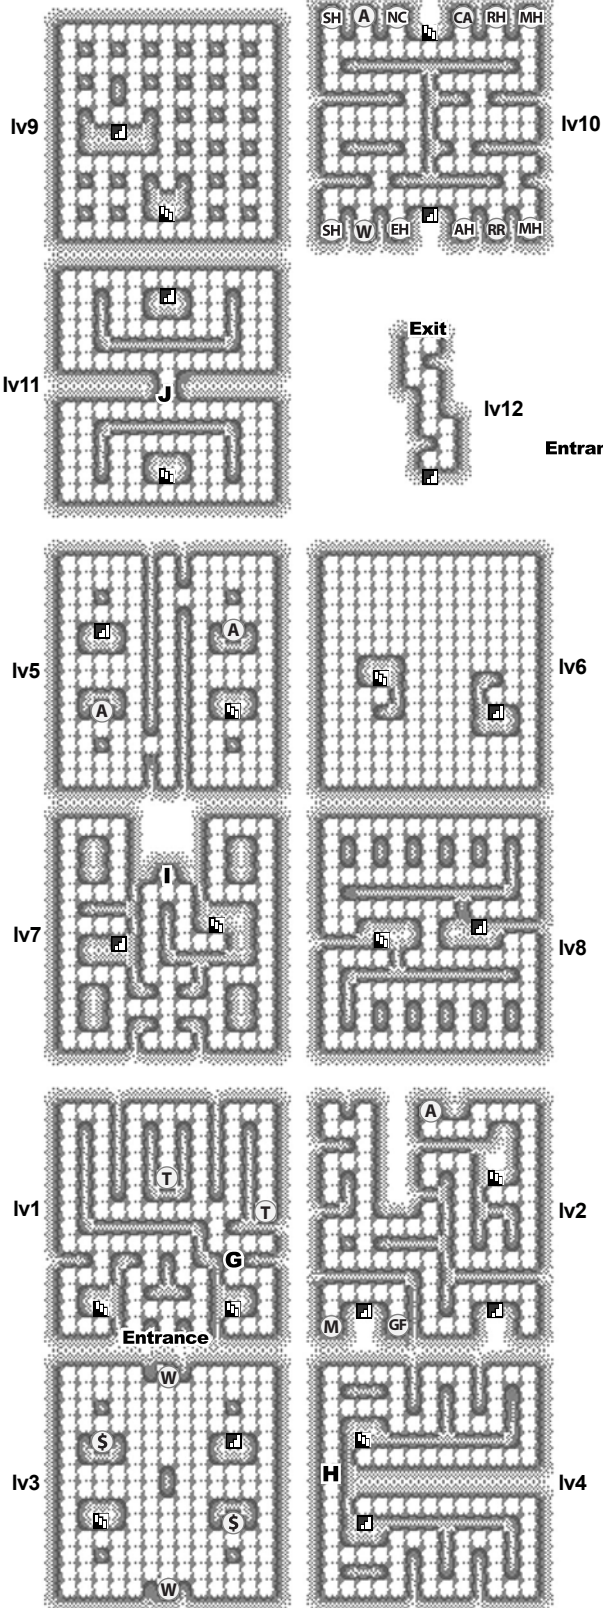 SH A NC CA RH MH
lv9
lv10
SH W EH AH RR MH
lv11
J
Exit
lv12
Entran
lv5
A
A
lv6
lv7
I
lv8
lv1
T
T
G
Entrance
A
lv2
M GF
lv3
W
$
$
W
H
lv4